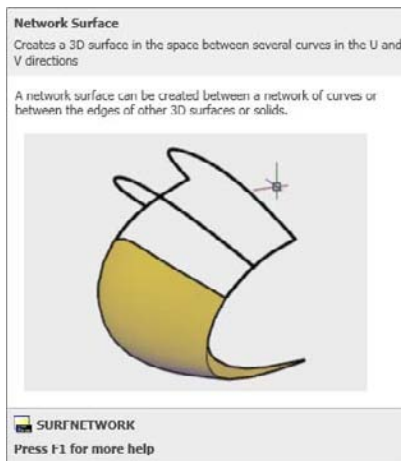 Network Surface
Creates a 3D surface in the space between several curves in the U and
V directions
A network surface can be created between a network of curves or
between the edges of other 3D surfaces or solids.
SURFNETWORK
Press F1 for more help